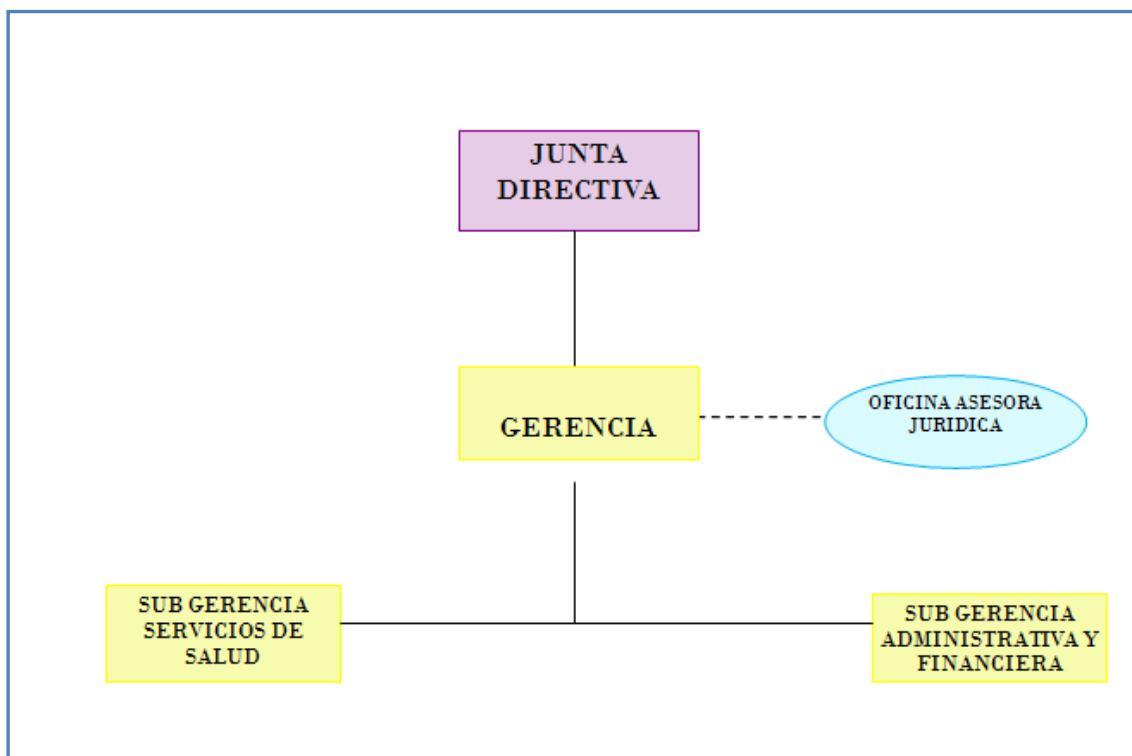 JUNTA
DIRECTIVA
GERENCIA
OFICINA ASESORA
JURIDICA
SUB GERENCIA
SERVICIOS DE
SALUD
SUB GERENCIA
ADMINISTRATIVA Y
FINANCIERA